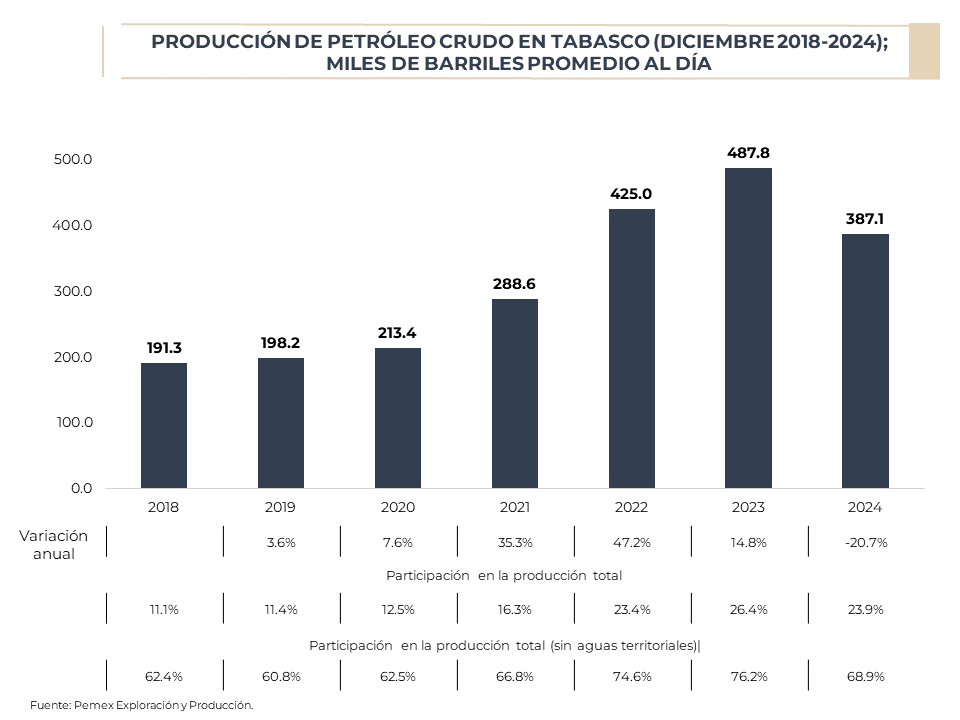 PRODUCCIÓN DE PETRÓLEO CRUDO EN TABASCO (DICIEMBRE 2018-2024);
MILES DE BARRILES PROMEDIO AL DÍA
500.0
400.0
300.0
200.0
100.0
0.0
191.3
198.2
213.4
288.6
425.0
487.8
387.1
2018 2019 2020 2021 2022 2023 2024
Variación
anual
3.6% 7.6% 35.3% 47.2% 14.8% -20.7%
Participación en la producción total
11.1% 11.4% 12.5% 16.3% 23.4% 26.4% 23.9%
Participación en la producción total (sin aguas territoriales)|
62.4% 60.8% 62.5% 66.8% 74.6% 76.2% 68.9%
Fuente: Pemex Exploración y Producción.